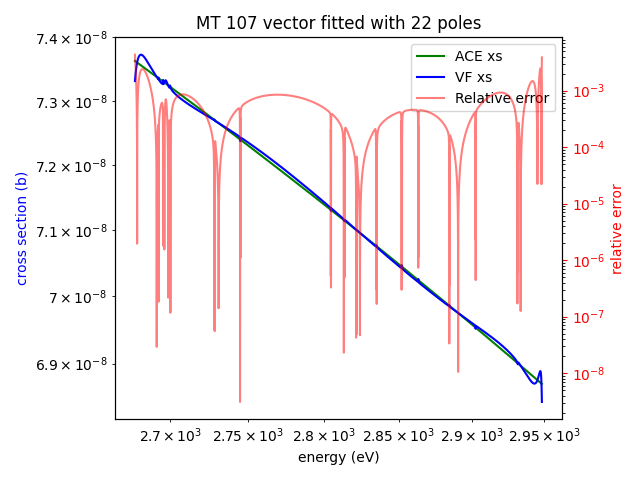 MT 107 vector fitted with 22 poles
ACE xs
VF xs
Relative error
7.4 × 10⁻⁸
7.3 × 10⁻⁸
7.2 × 10⁻⁸
7.1 × 10⁻⁸
7 × 10⁻⁸
6.9 × 10⁻⁸
cross section (b)
10⁻³
10⁻⁴
10⁻⁵
10⁻⁶
10⁻⁷
10⁻⁸
relative error
2.7 × 10³ 2.75 × 10³ 2.8 × 10³ 2.85 × 10³ 2.9 × 10³ 2.95 × 10³
energy (eV)